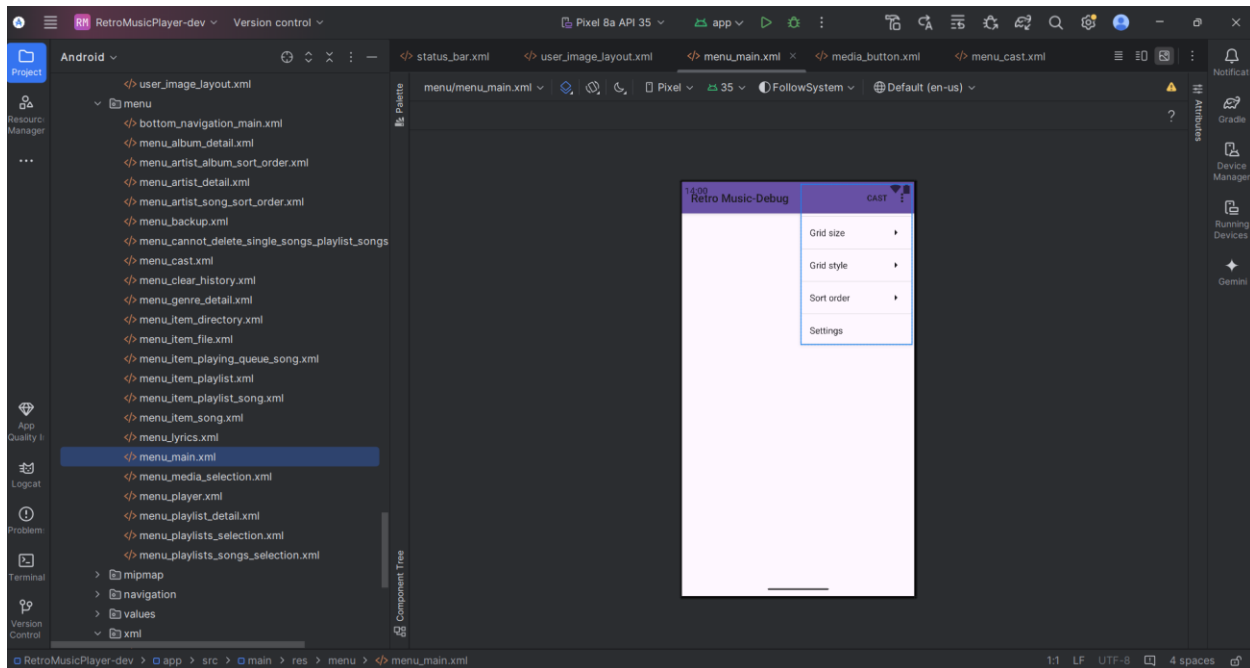 RM RetroMusicPlayer-dev Version control Pixel 8a API 35 app
Project
Resourc
Manager
App
Quality I
Logcat
Problem
Terminal
Version
Control
Android
user_image_layout.xml
menu
bottom_navigation_main.xml
menu_album_detail.xml
menu_artist_album_sort_order.xml
menu_artist_detail.xml
menu_artist_song_sort_order.xml
menu_backup.xml
menu_cannot_delete_single_songs_playlist_songs
menu_cast.xml
menu_clear_history.xml
menu_genre_detail.xml
menu_item_directory.xml
menu_item_file.xml
menu_item_playing_queue_song.xml
menu_item_playlist.xml
menu_item_playlist_song.xml
menu_item_song.xml
menu_lyrics.xml
menu_main.xml
menu_media_selection.xml
menu_player.xml
menu_playlist_detail.xml
menu_playlists_selection.xml
menu_playlists_songs_selection.xml
mipmap
navigation
values
xml
status_bar.xml user_image_layout.xml menu_main.xml media_button.xml menu_cast.xml
Palette
Component Tree
menu/menu_main.xml Pixel 35 FollowSystem Default (en-us)
?
14:00
Retro Music-Debug CAST
Grid size
Grid style
Sort order
Settings
Attributes
Notificat
Gradle
Device
Manager
Running
Devices
Gemini
RetroMusicPlayer-dev > app > src > main > res > menu > menu_main.xml 1:1 LF UTF-8 4 spaces